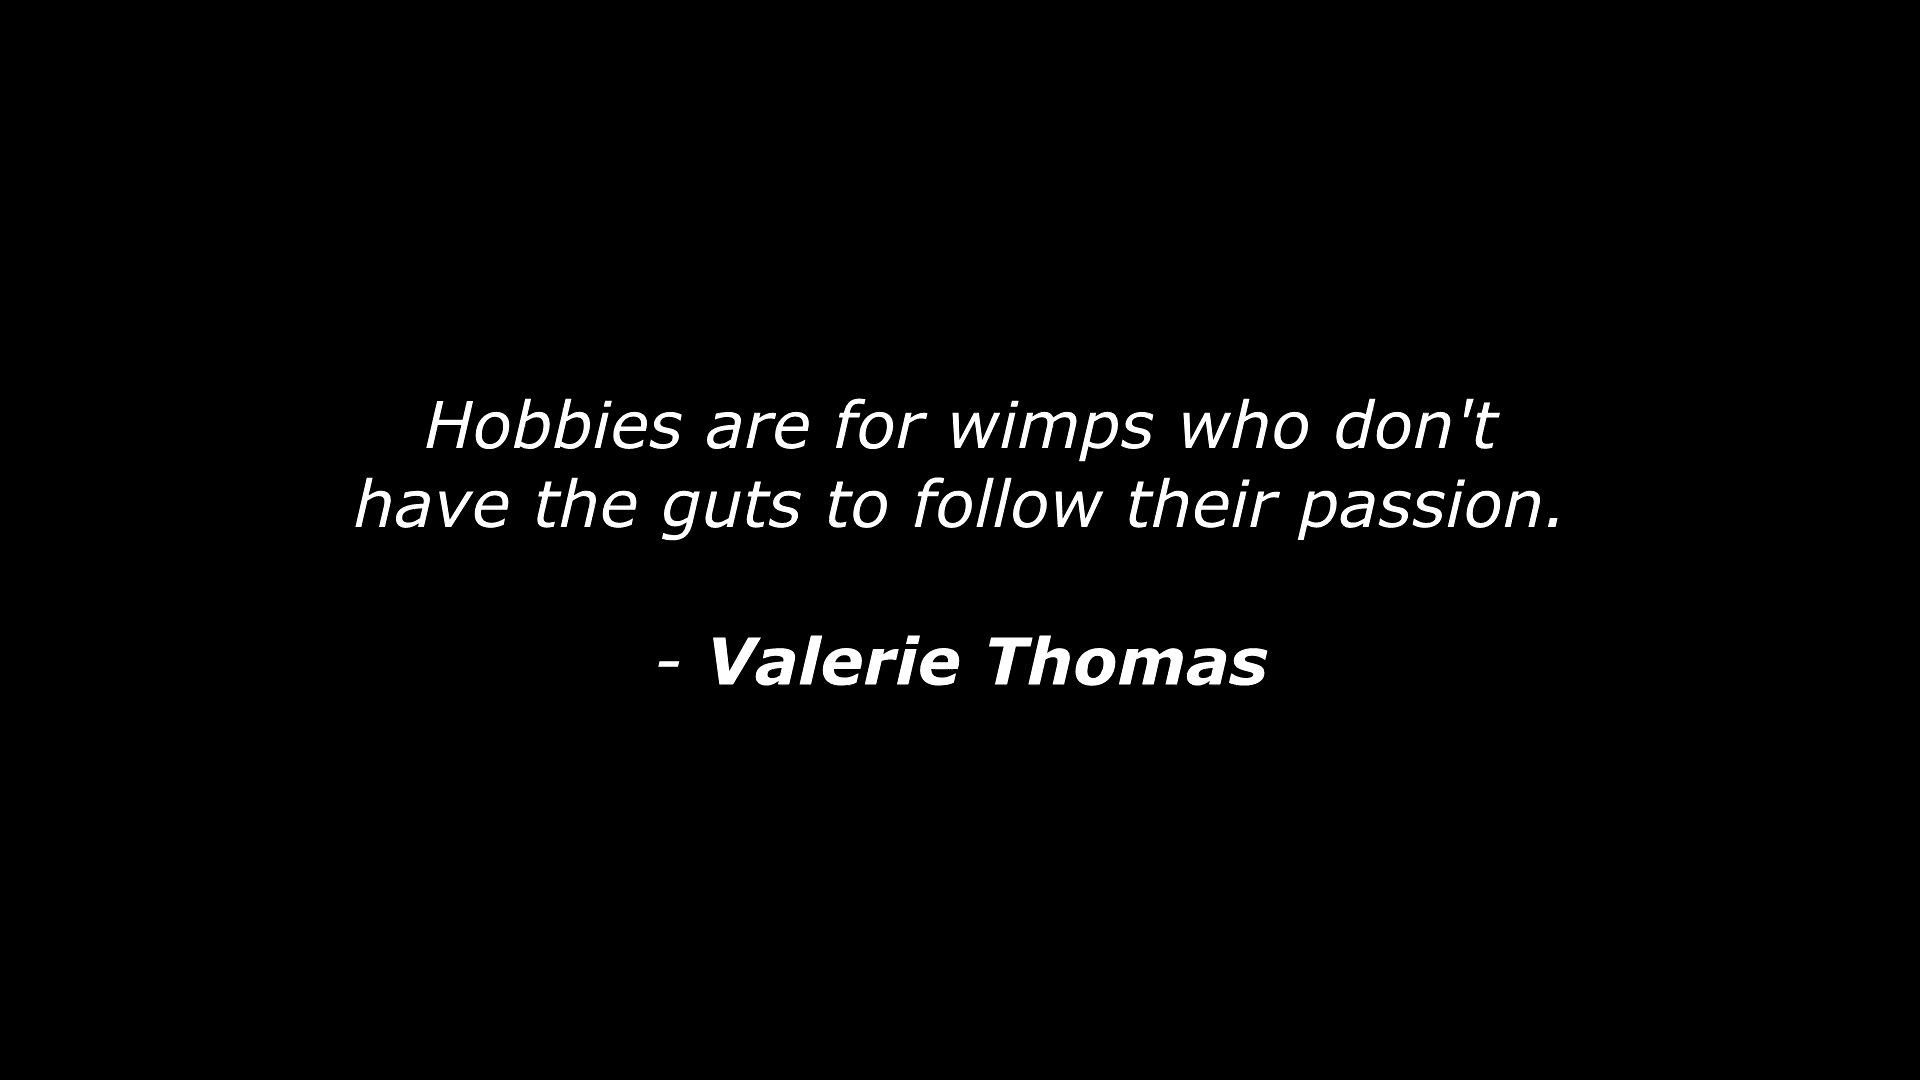 Hobbies are for wimps who don't
have the guts to follow their passion.
- Valerie Thomas